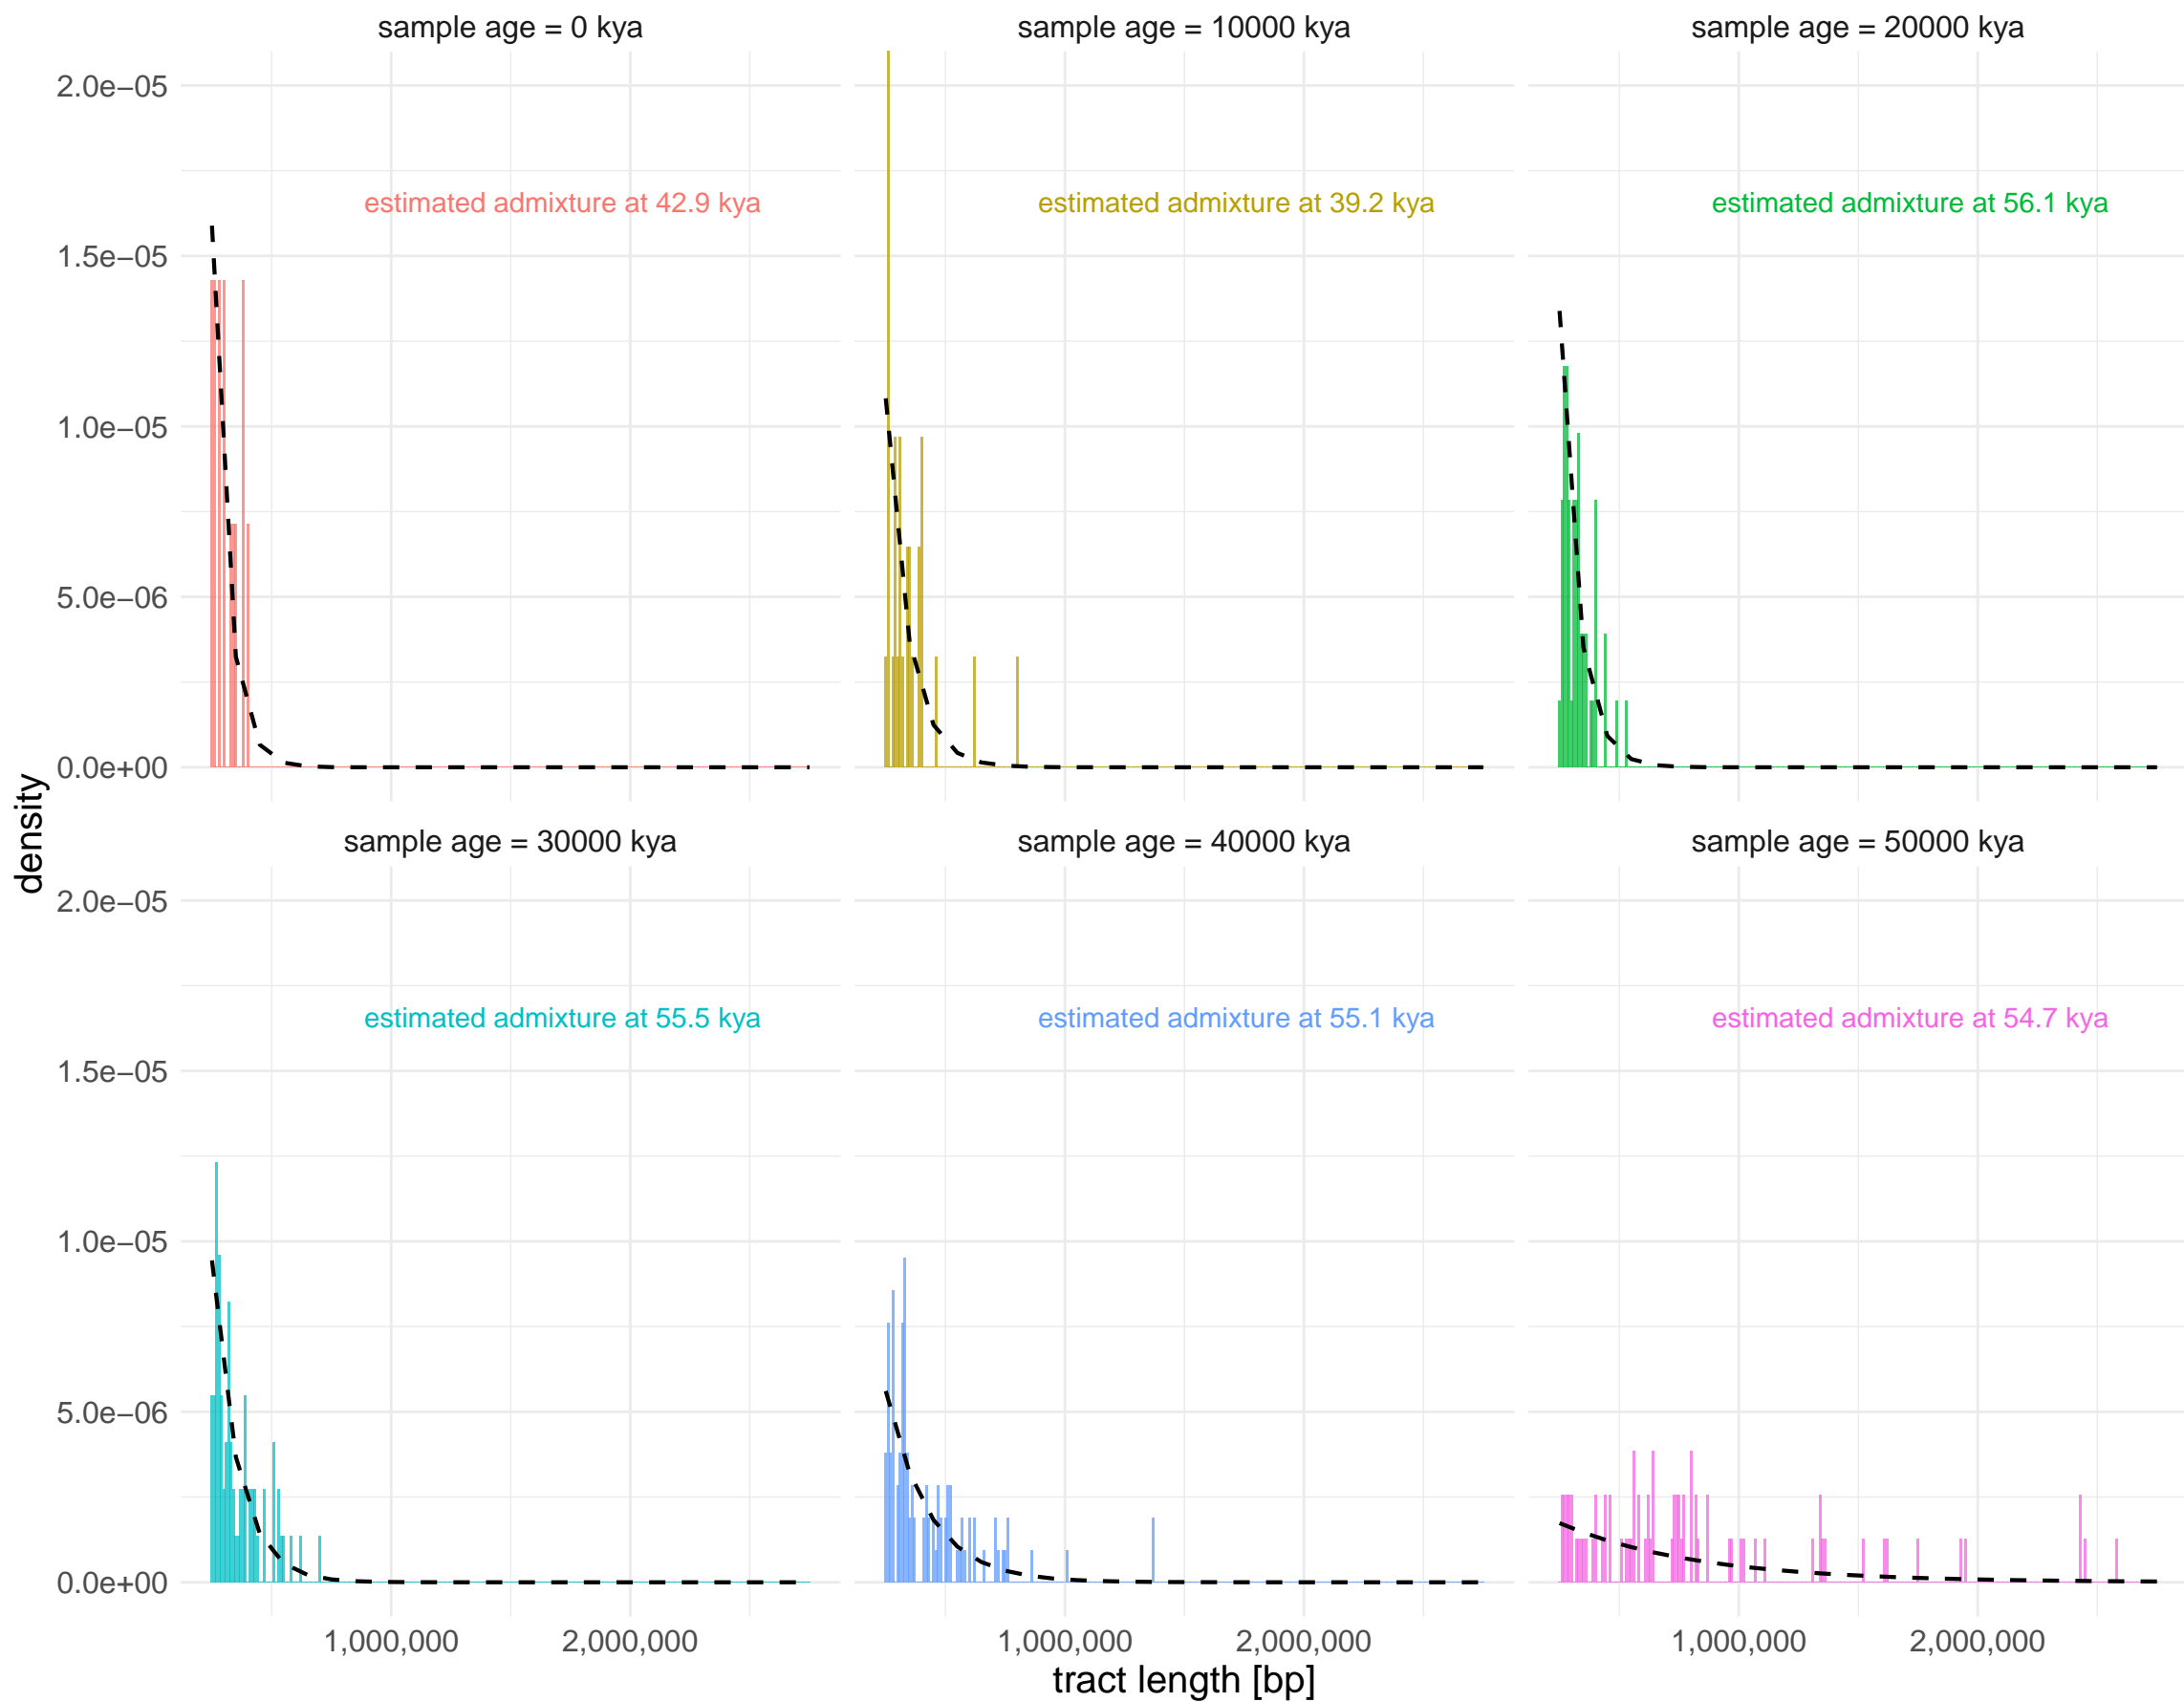 sample age = 0 kya
sample age = 10000 kya
sample age = 20000 kya
2.0e−05
1.5e−05
1.0e−05
5.0e−06
0.0e+00
estimated admixture at 42.9 kya
estimated admixture at 39.2 kya
estimated admixture at 56.1 kya
density
sample age = 30000 kya
sample age = 40000 kya
sample age = 50000 kya
2.0e−05
1.5e−05
1.0e−05
5.0e−06
0.0e+00
estimated admixture at 55.5 kya
estimated admixture at 55.1 kya
estimated admixture at 54.7 kya
1,000,000
2,000,000
1,000,000
2,000,000
1,000,000
2,000,000
tract length [bp]